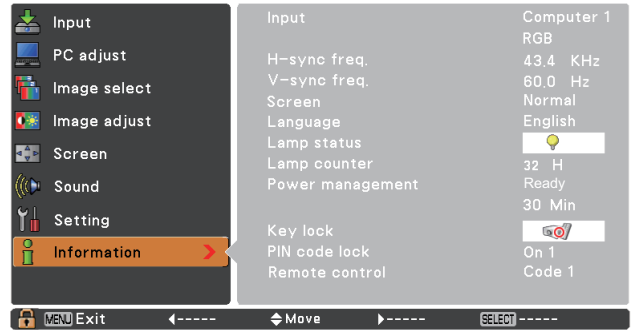 Input
PC adjust
Image select
Image adjust
Screen
Sound
Setting
Information
Input Computer 1
RGB
H-sync freq. 43.4 KHz
V-sync freq. 60.0 Hz
Screen Normal
Language English
Lamp status
Lamp counter 32 H
Power management Ready
30 Min
Key lock
PIN code lock On 1
Remote control Code 1
MENU Exit ----- Move ----- SELECT -----